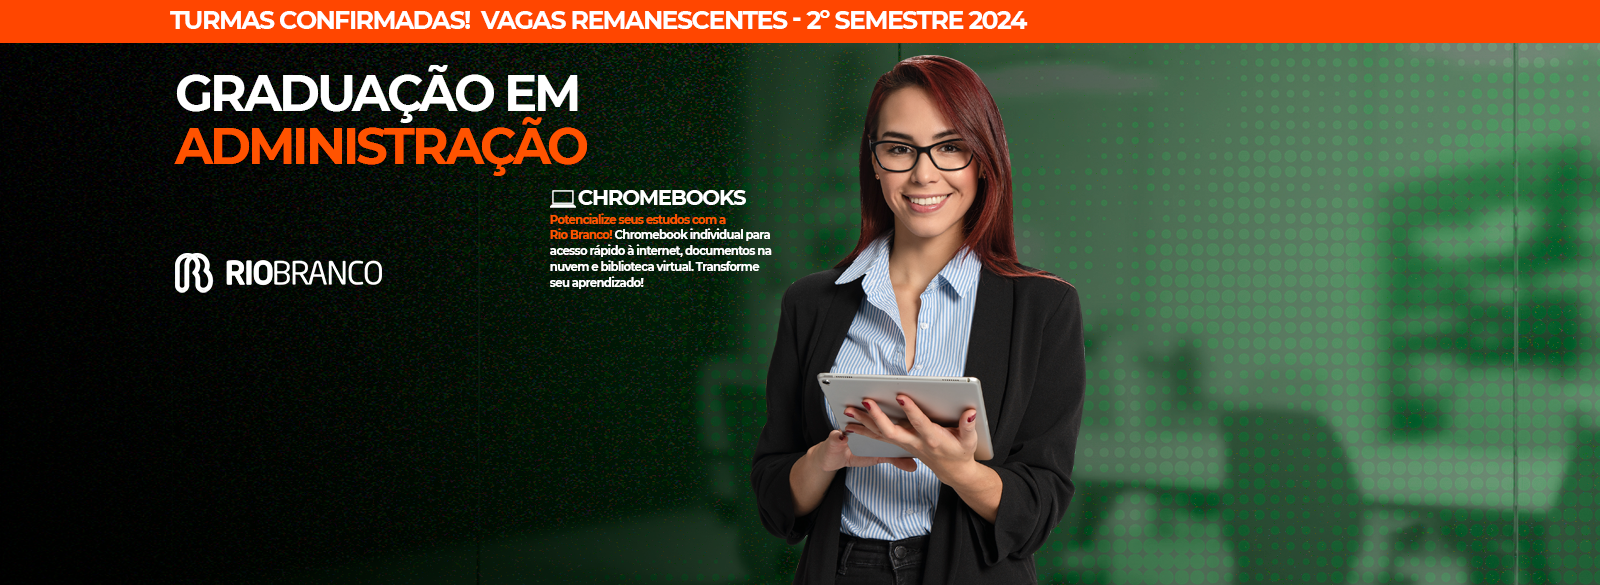 TURMAS CONFIRMADAS! VAGAS REMANESCENTES - 2º SEMESTRE 2024
GRADUAÇÃO EM
ADMINISTRAÇÃO
CHROMEBOOKS
Potencialize seus estudos com a
Rio Branco! Chromebook individual para
acesso rápido à internet, documentos na
nuvem e biblioteca virtual. Transforme
seu aprendizado!
RIOBRANCO